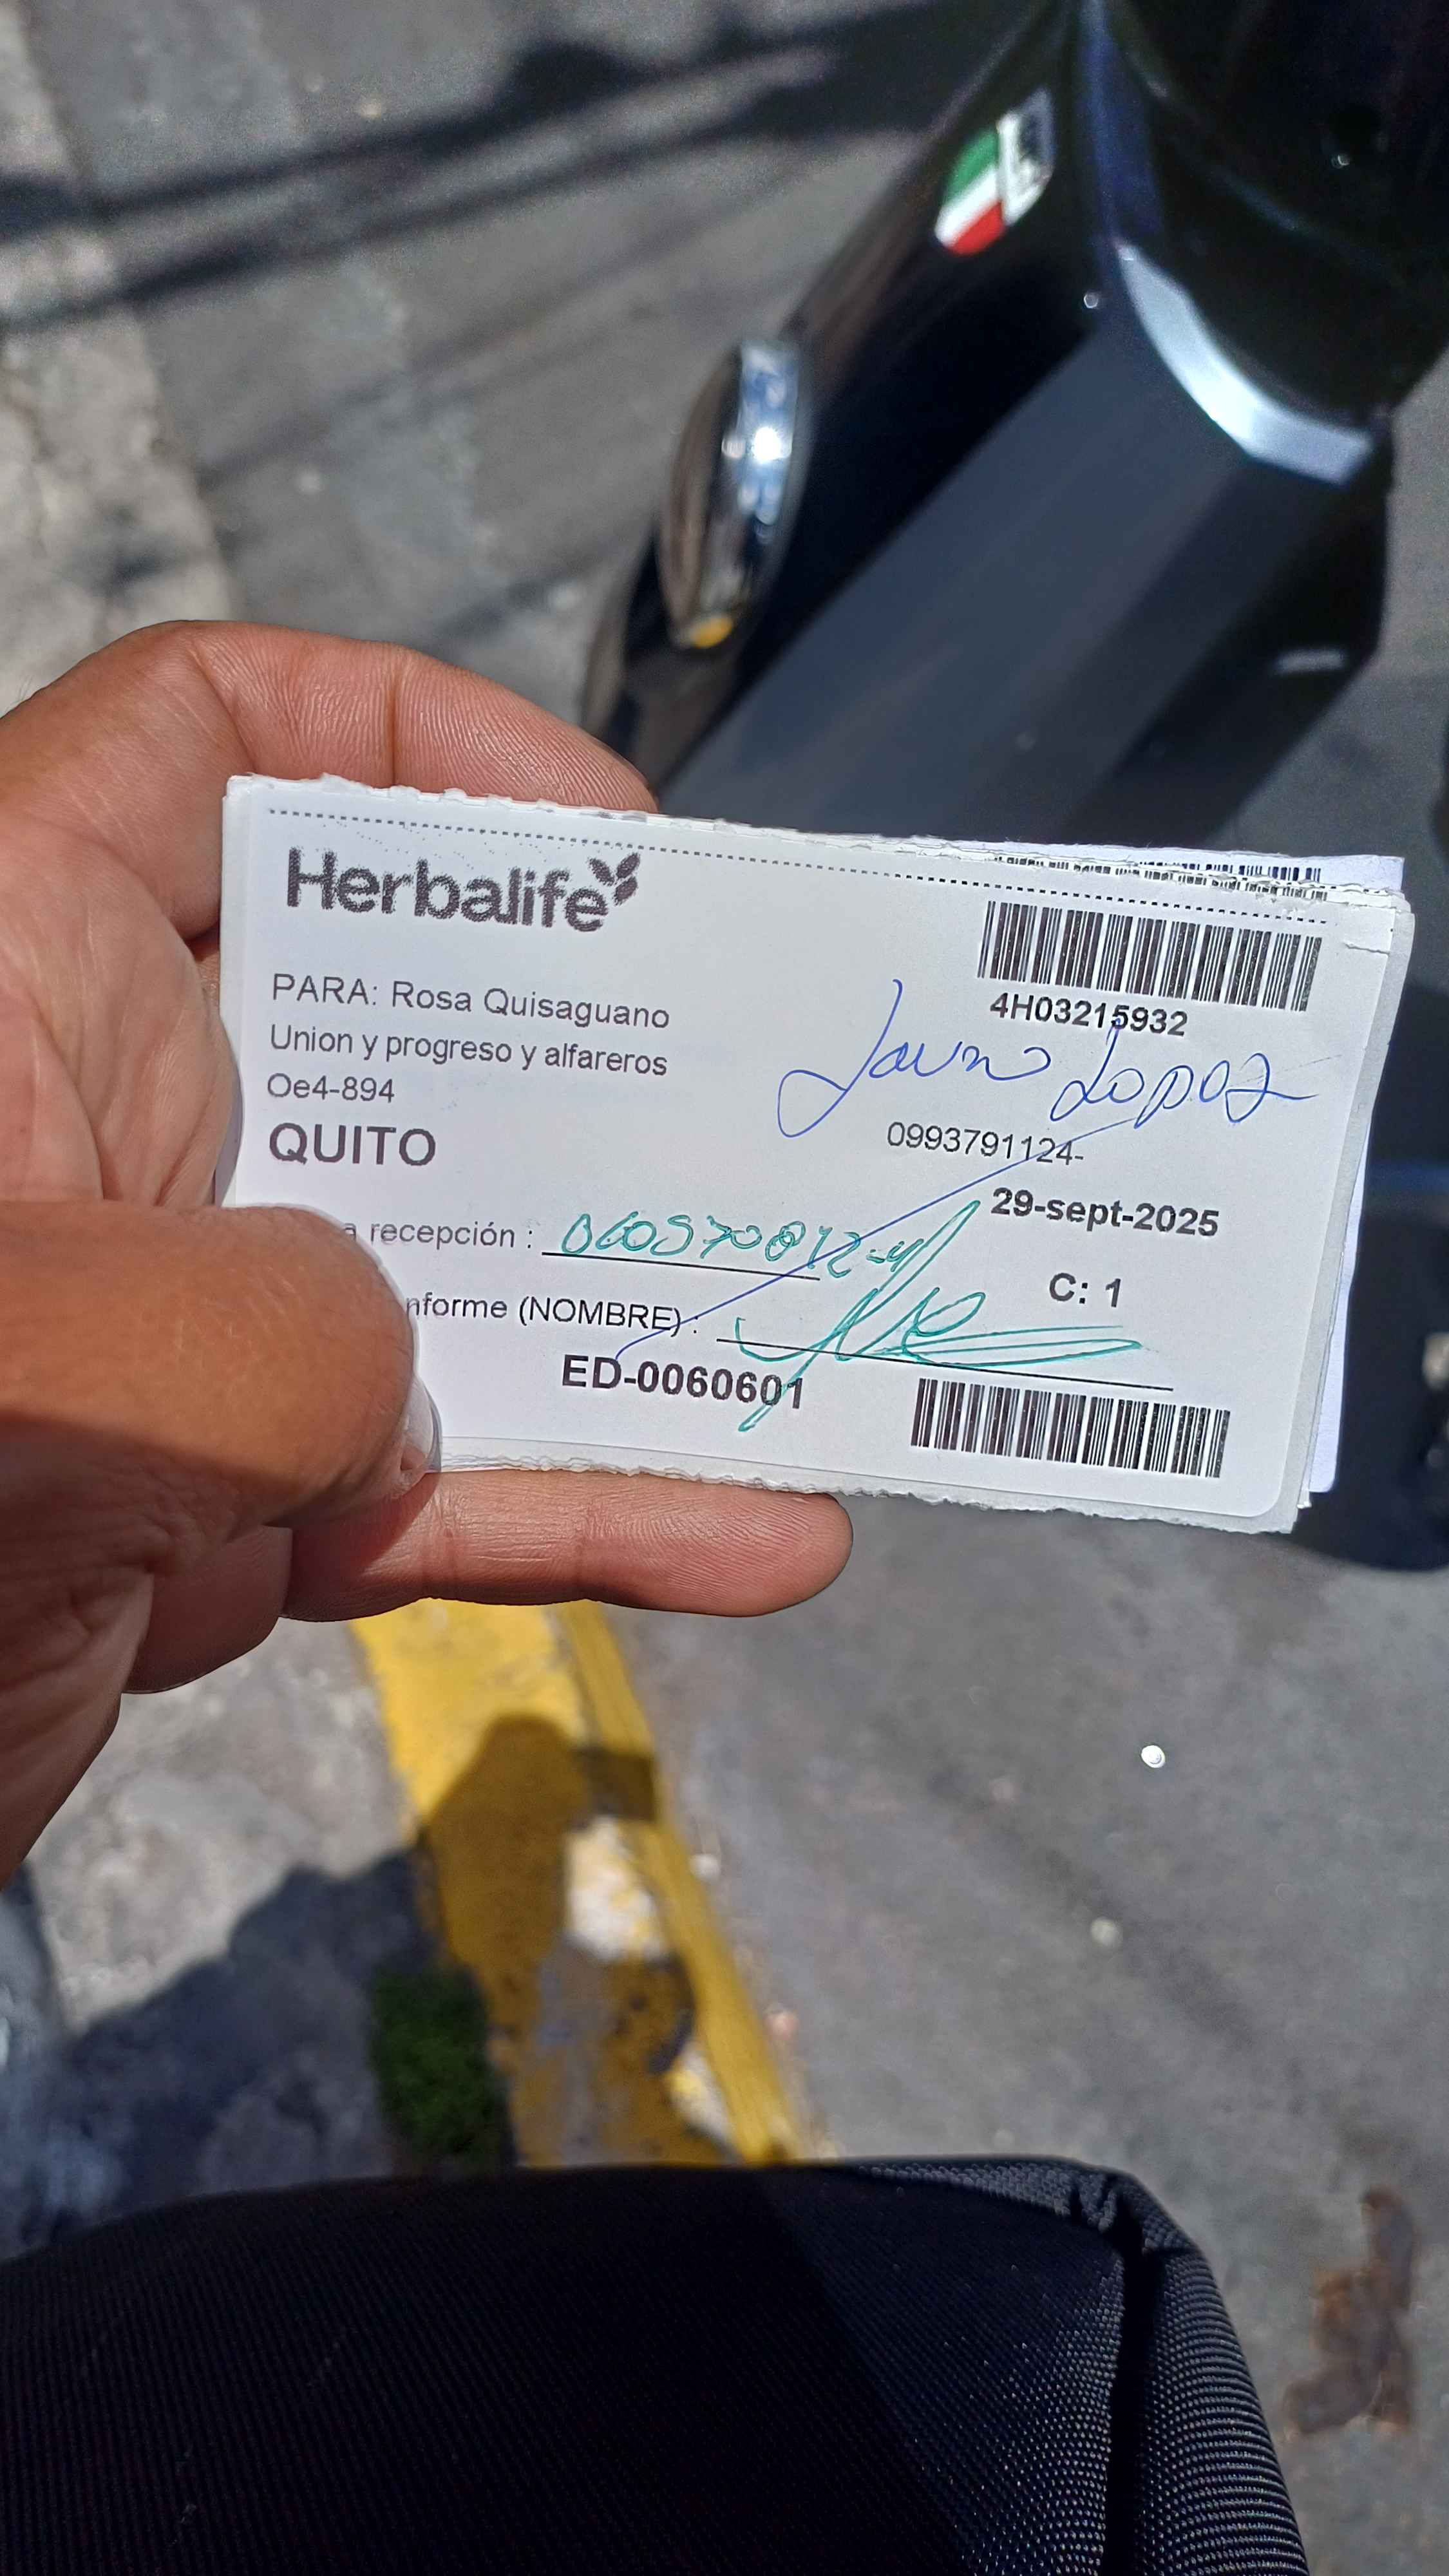 Herbalife
4H03215932
PARA: Rosa Quisaguano
Union y progreso y alfareros
Oe4-894
QUITO
Lopez
0993791124-
29-sept-2025
a recepción :
C: 1
nforme (NOMBRE) :
ED-0060601